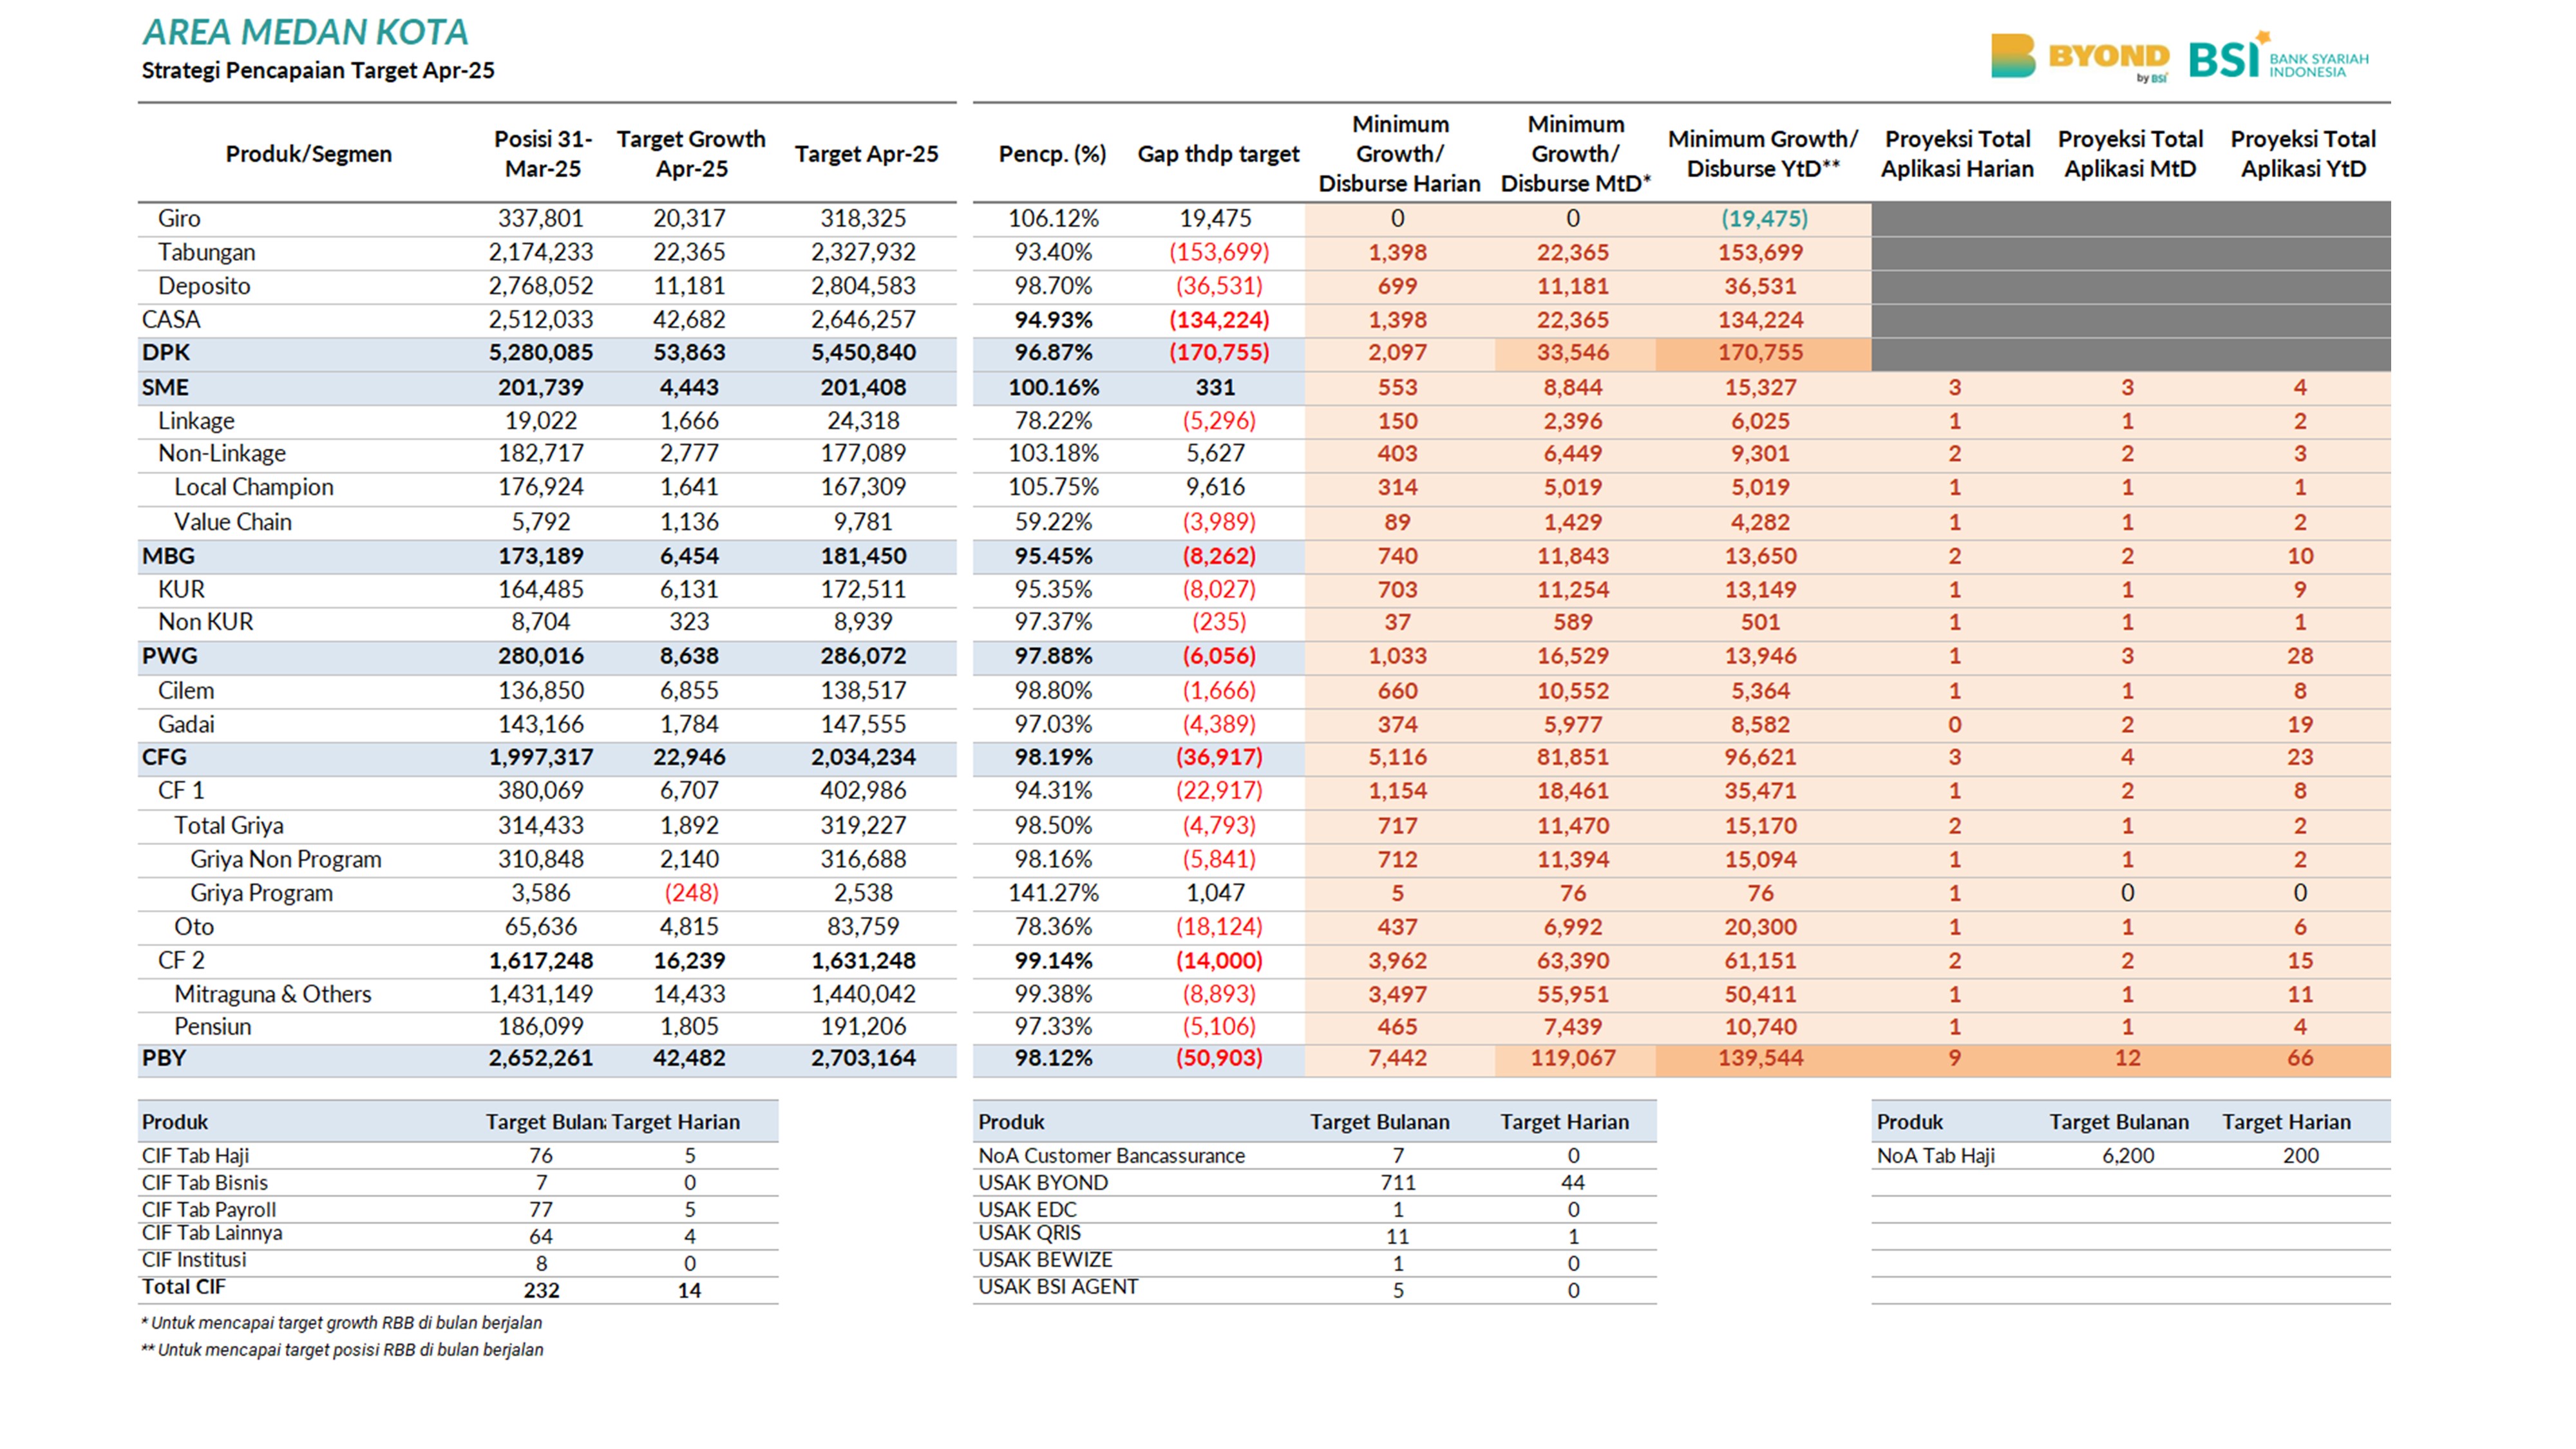 AREA MEDAN KOTA
Strategi Pencapaian Target Apr-25
BYOND
by BSI
BSI BANK SYARIAH INDONESIA
Produk/Segmen Posisi 31-Mar-25 Target Growth Apr-25 Target Apr-25 Pencp. (%) Gap thdp target Minimum Growth/ Disburse Harian Minimum Growth/ Disburse MtD* Minimum Growth/ Disburse YtD** Proyeksi Total Aplikasi Harian Proyeksi Total Aplikasi MtD Proyeksi Total Aplikasi YtD
Giro 337,801 20,317 318,325 106.12% 19,475 0 0 (19,475)
Tabungan 2,174,233 22,365 2,327,932 93.40% (153,699) 1,398 22,365 153,699
Deposito 2,768,052 11,181 2,804,583 98.70% (36,531) 699 11,181 36,531
CASA 2,512,033 42,682 2,646,257 94.93% (134,224) 1,398 22,365 134,224
DPK 5,280,085 53,863 5,450,840 96.87% (170,755) 2,097 33,546 170,755
SME 201,739 4,443 201,408 100.16% 331 553 8,844 15,327 3 3 4
Linkage 19,022 1,666 24,318 78.22% (5,296) 150 2,396 6,025 1 1 2
Non-Linkage 182,717 2,777 177,089 103.18% 5,627 403 6,449 9,301 2 2 3
Local Champion 176,924 1,641 167,309 105.75% 9,616 314 5,019 5,019 1 1 1
Value Chain 5,792 1,136 9,781 59.22% (3,989) 89 1,429 4,282 1 1 2
MBG 173,189 6,454 181,450 95.45% (8,262) 740 11,843 13,650 2 2 10
KUR 164,485 6,131 172,511 95.35% (8,027) 703 11,254 13,149 1 1 9
Non KUR 8,704 323 8,939 97.37% (235) 37 589 501 1 1 1
PWG 280,016 8,638 286,072 97.88% (6,056) 1,033 16,529 13,946 1 3 28
Cilem 136,850 6,855 138,517 98.80% (1,666) 660 10,552 5,364 1 1 8
Gadai 143,166 1,784 147,555 97.03% (4,389) 374 5,977 8,582 0 2 19
CFG 1,997,317 22,946 2,034,234 98.19% (36,917) 5,116 81,851 96,621 3 4 23
CF 1 380,069 6,707 402,986 94.31% (22,917) 1,154 18,461 35,471 1 2 8
Total Griya 314,433 1,892 319,227 98.50% (4,793) 717 11,470 15,170 2 1 2
Griya Non Program 310,848 2,140 316,688 98.16% (5,841) 712 11,394 15,094 1 1 2
Griya Program 3,586 (248) 2,538 141.27% 1,047 5 76 76 1 0 0
Oto 65,636 4,815 83,759 78.36% (18,124) 437 6,992 20,300 1 1 6
CF 2 1,617,248 16,239 1,631,248 99.14% (14,000) 3,962 63,390 61,151 2 2 15
Mitraguna & Others 1,431,149 14,433 1,440,042 99.38% (8,893) 3,497 55,951 50,411 1 1 11
Pensiun 186,099 1,805 191,206 97.33% (5,106) 465 7,439 10,740 1 1 4
PBY 2,652,261 42,482 2,703,164 98.12% (50,903) 7,442 119,067 139,544 9 12 66
Produk Target Bulan Target Harian
CIF Tab Haji 76 5
CIF Tab Bisnis 7 0
CIF Tab Payroll 77 5
CIF Tab Lainnya 64 4
CIF Institusi 8 0
Total CIF 232 14
Produk Target Bulanan Target Harian
NoA Customer Bancassurance 7 0
USAK BYOND 711 44
USAK EDC 1 0
USAK QRIS 11 1
USAK BEWIZE 1 0
USAK BSI AGENT 5 0
Produk Target Bulanan Target Harian
NoA Tab Haji 6,200 200
* Untuk mencapai target growth RBB di bulan berjalan
** Untuk mencapai target posisi RBB di bulan berjalan